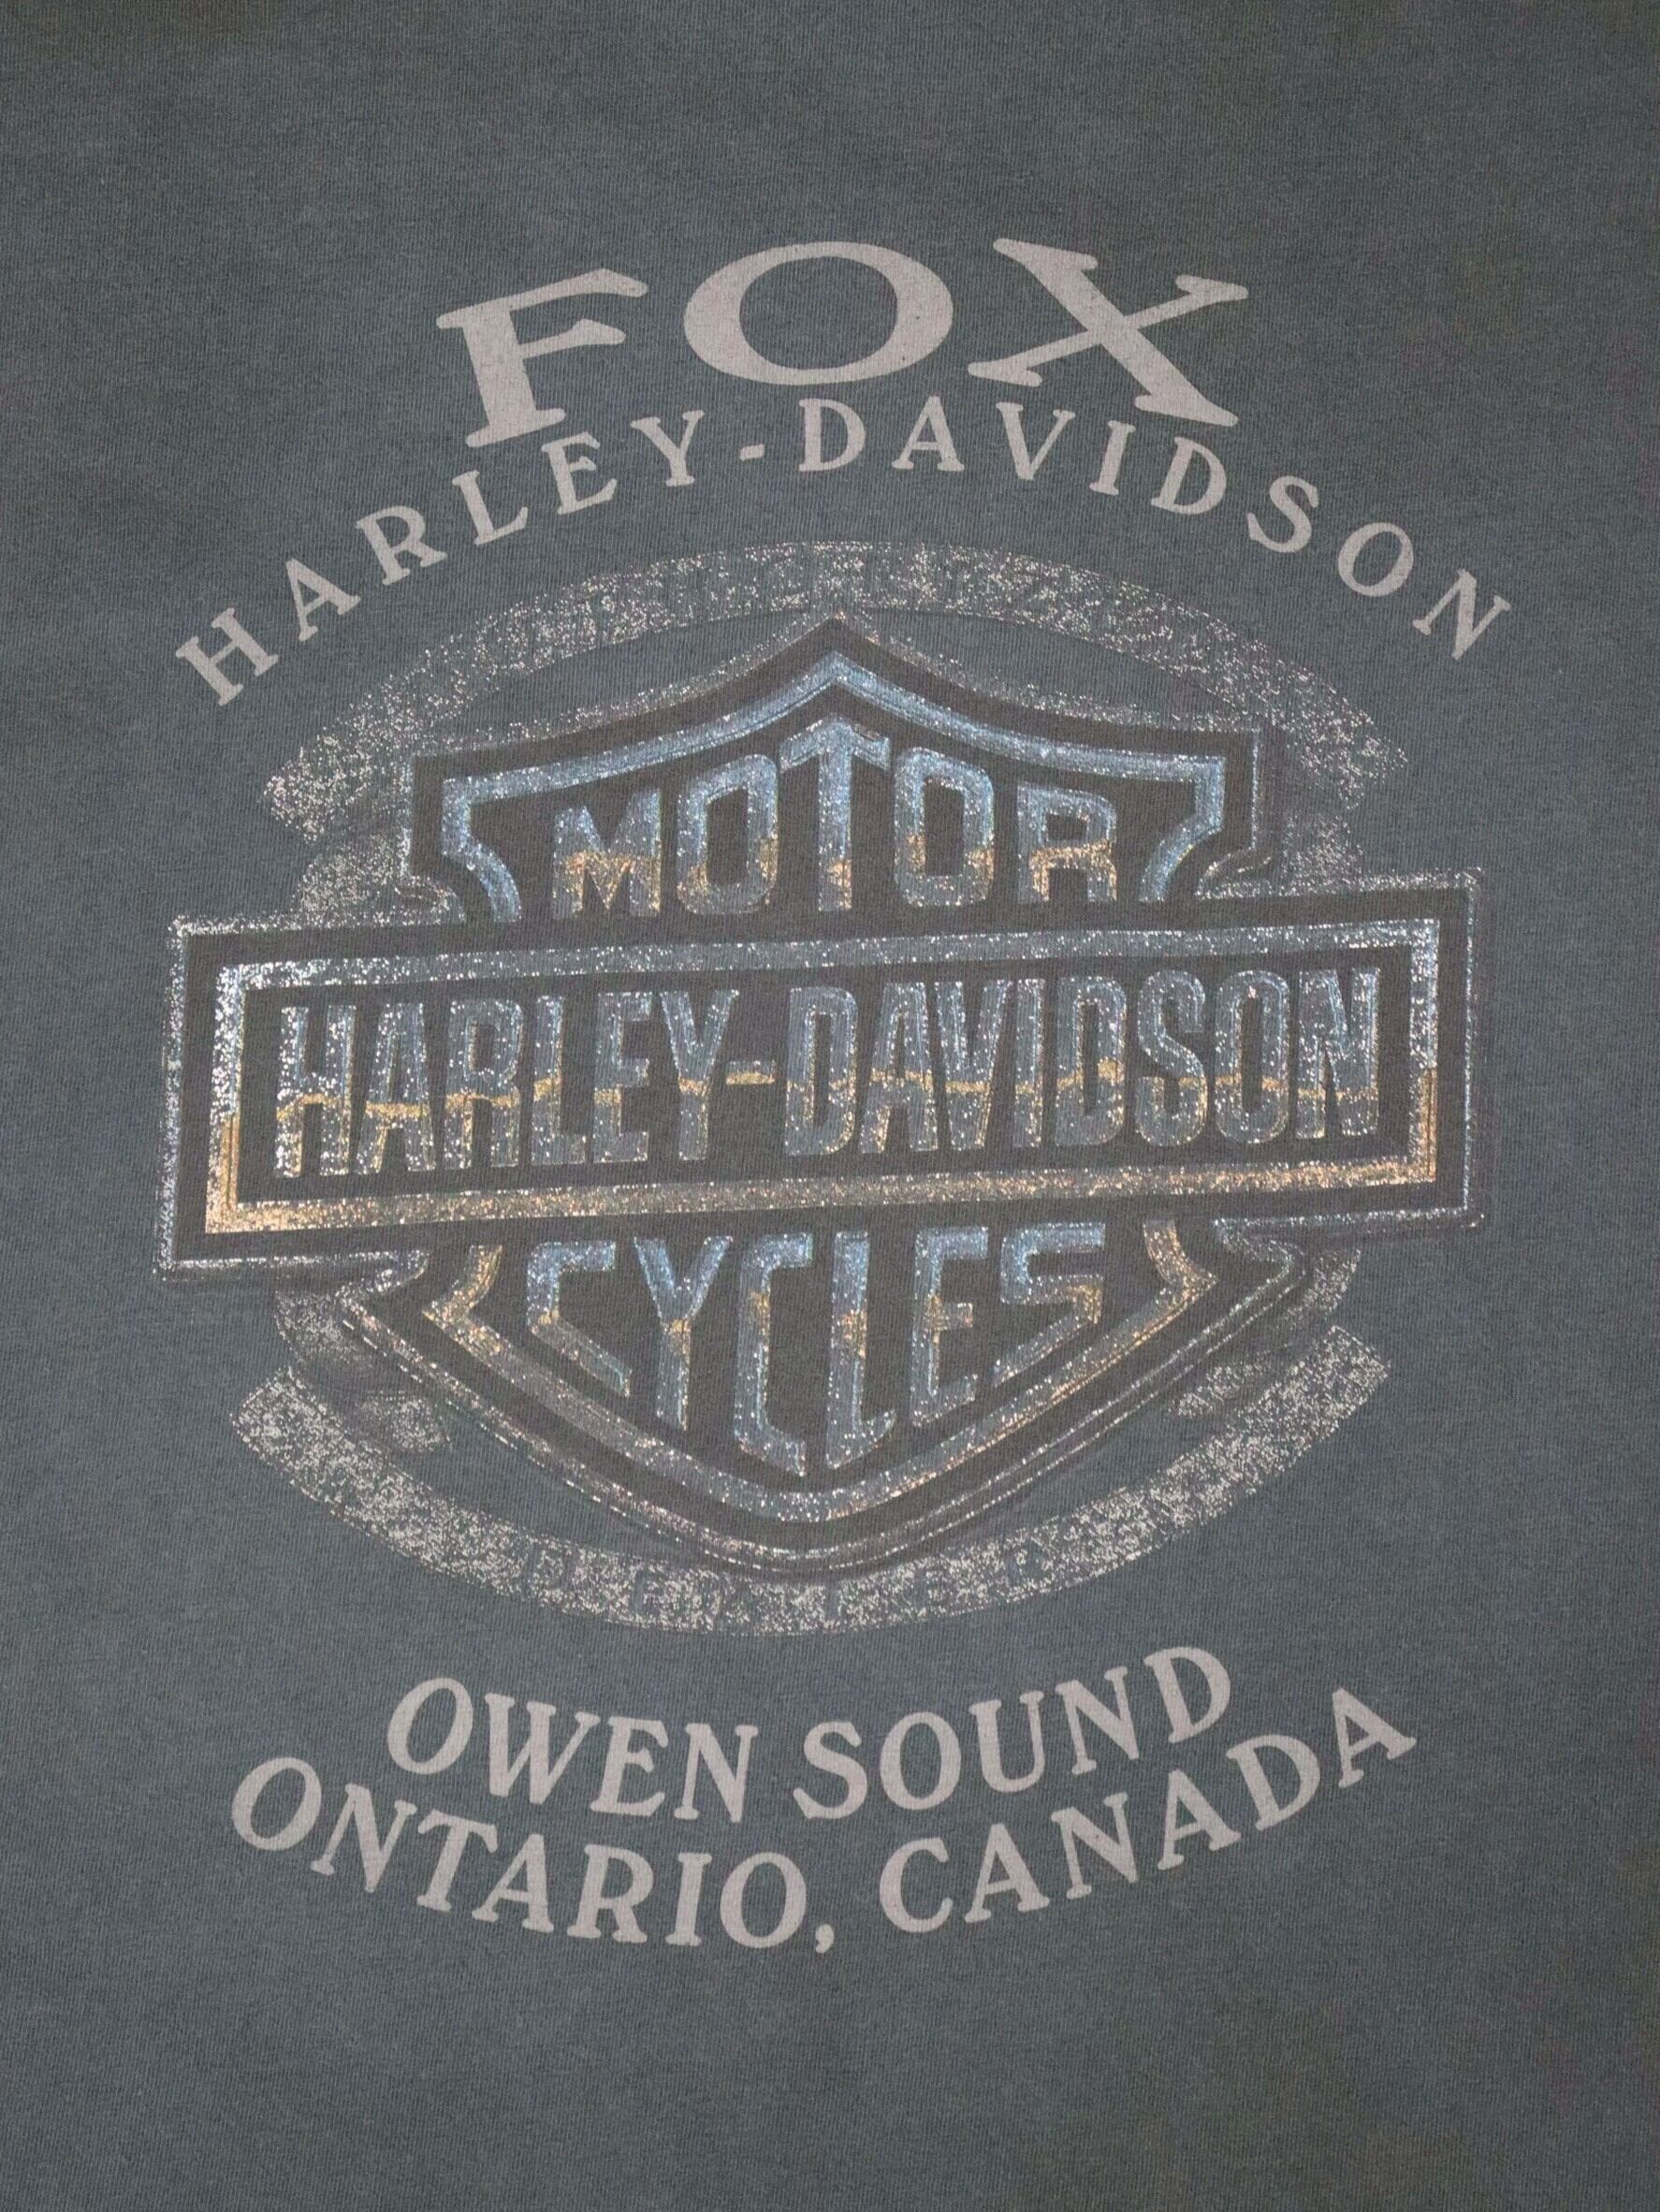 FOX
HARLEY-DAVIDSON
MOTOR
HARLEY-DAVIDSON
CYCLES
OWEN SOUND
ONTARIO, CANADA